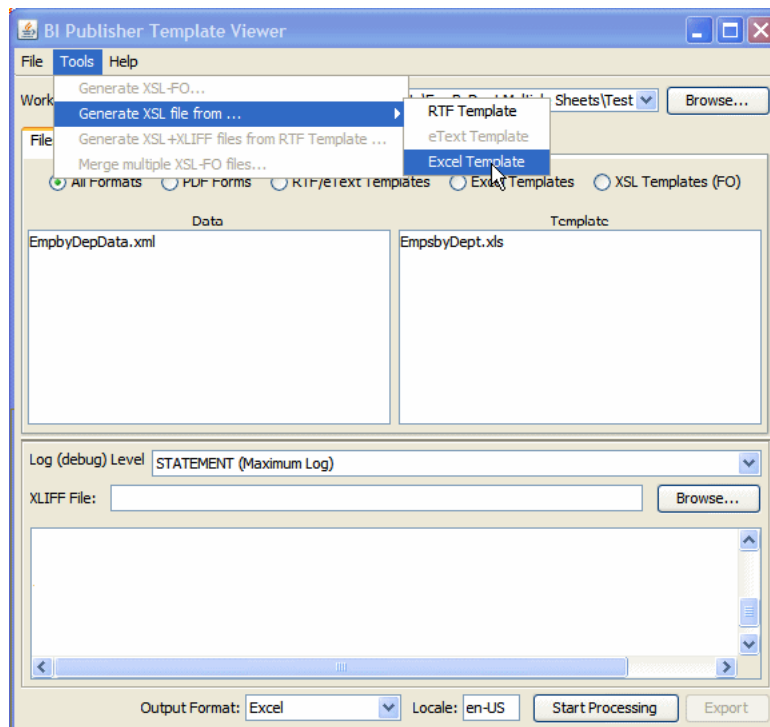 BI Publisher Template Viewer
File Tools Help
Generate XSL-FO...
Generate XSL file from ...
Generate XSL+XLIFF files from RTF Template ...
Merge multiple XSL-FO files...
RTF Template
eText Template
Excel Template
Work Sheets\Test Browse...
File
All Formats PDF Forms RTF/eText Templates Excel Templates XSL Templates (FO)
Data Template
EmpbyDepData.xml EmpsbyDept.xls
Log (debug) Level STATEMENT (Maximum Log)
XLIFF File: Browse...
Output Format: Excel Locale: en-US Start Processing Export